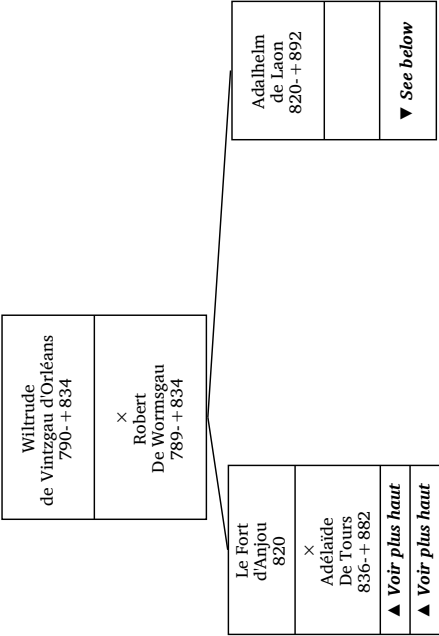 Wiltrude
de Vintzgau d'Orléans
790-+834
×
Robert
De Wormsgau
789-+834
Le Fort
d'Anjou
820
×
Adélaïde
De Tours
836-+882
▲ Voir plus haut
▲ Voir plus haut
Adalhelm
de Laon
820-+892
▼ See below